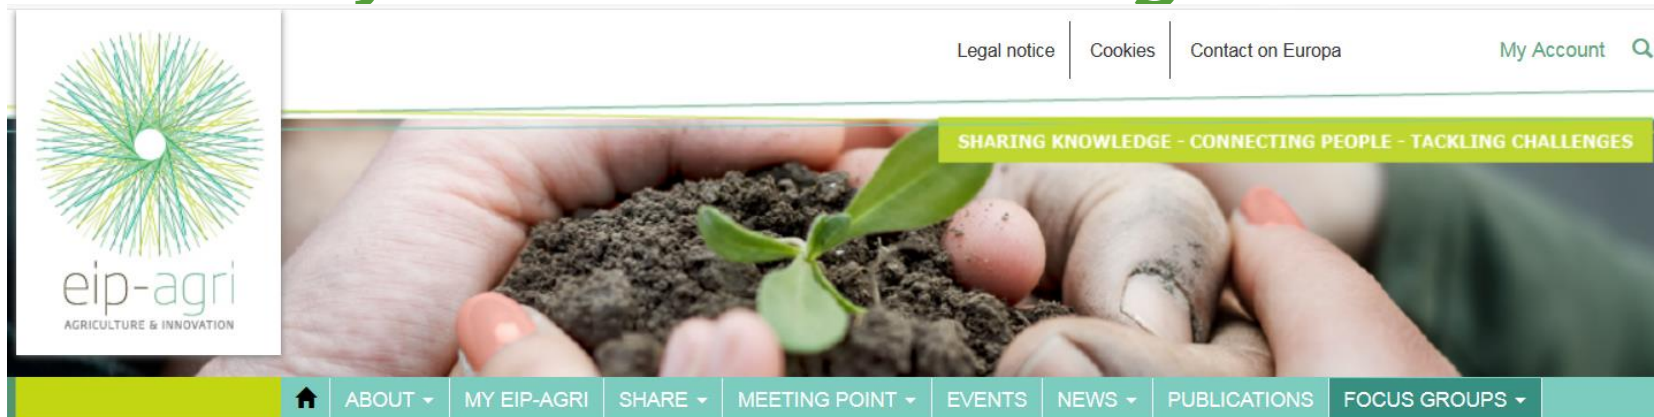 Legal notice
Cookies
Contact on Europa
My Account
SHARING KNOWLEDGE - CONNECTING PEOPLE - TACKLING CHALLENGES
eip-agri
AGRICULTURE & INNOVATION
ABOUT
MY EIP-AGRI
SHARE
MEETING POINT
EVENTS
NEWS
PUBLICATIONS
FOCUS GROUPS